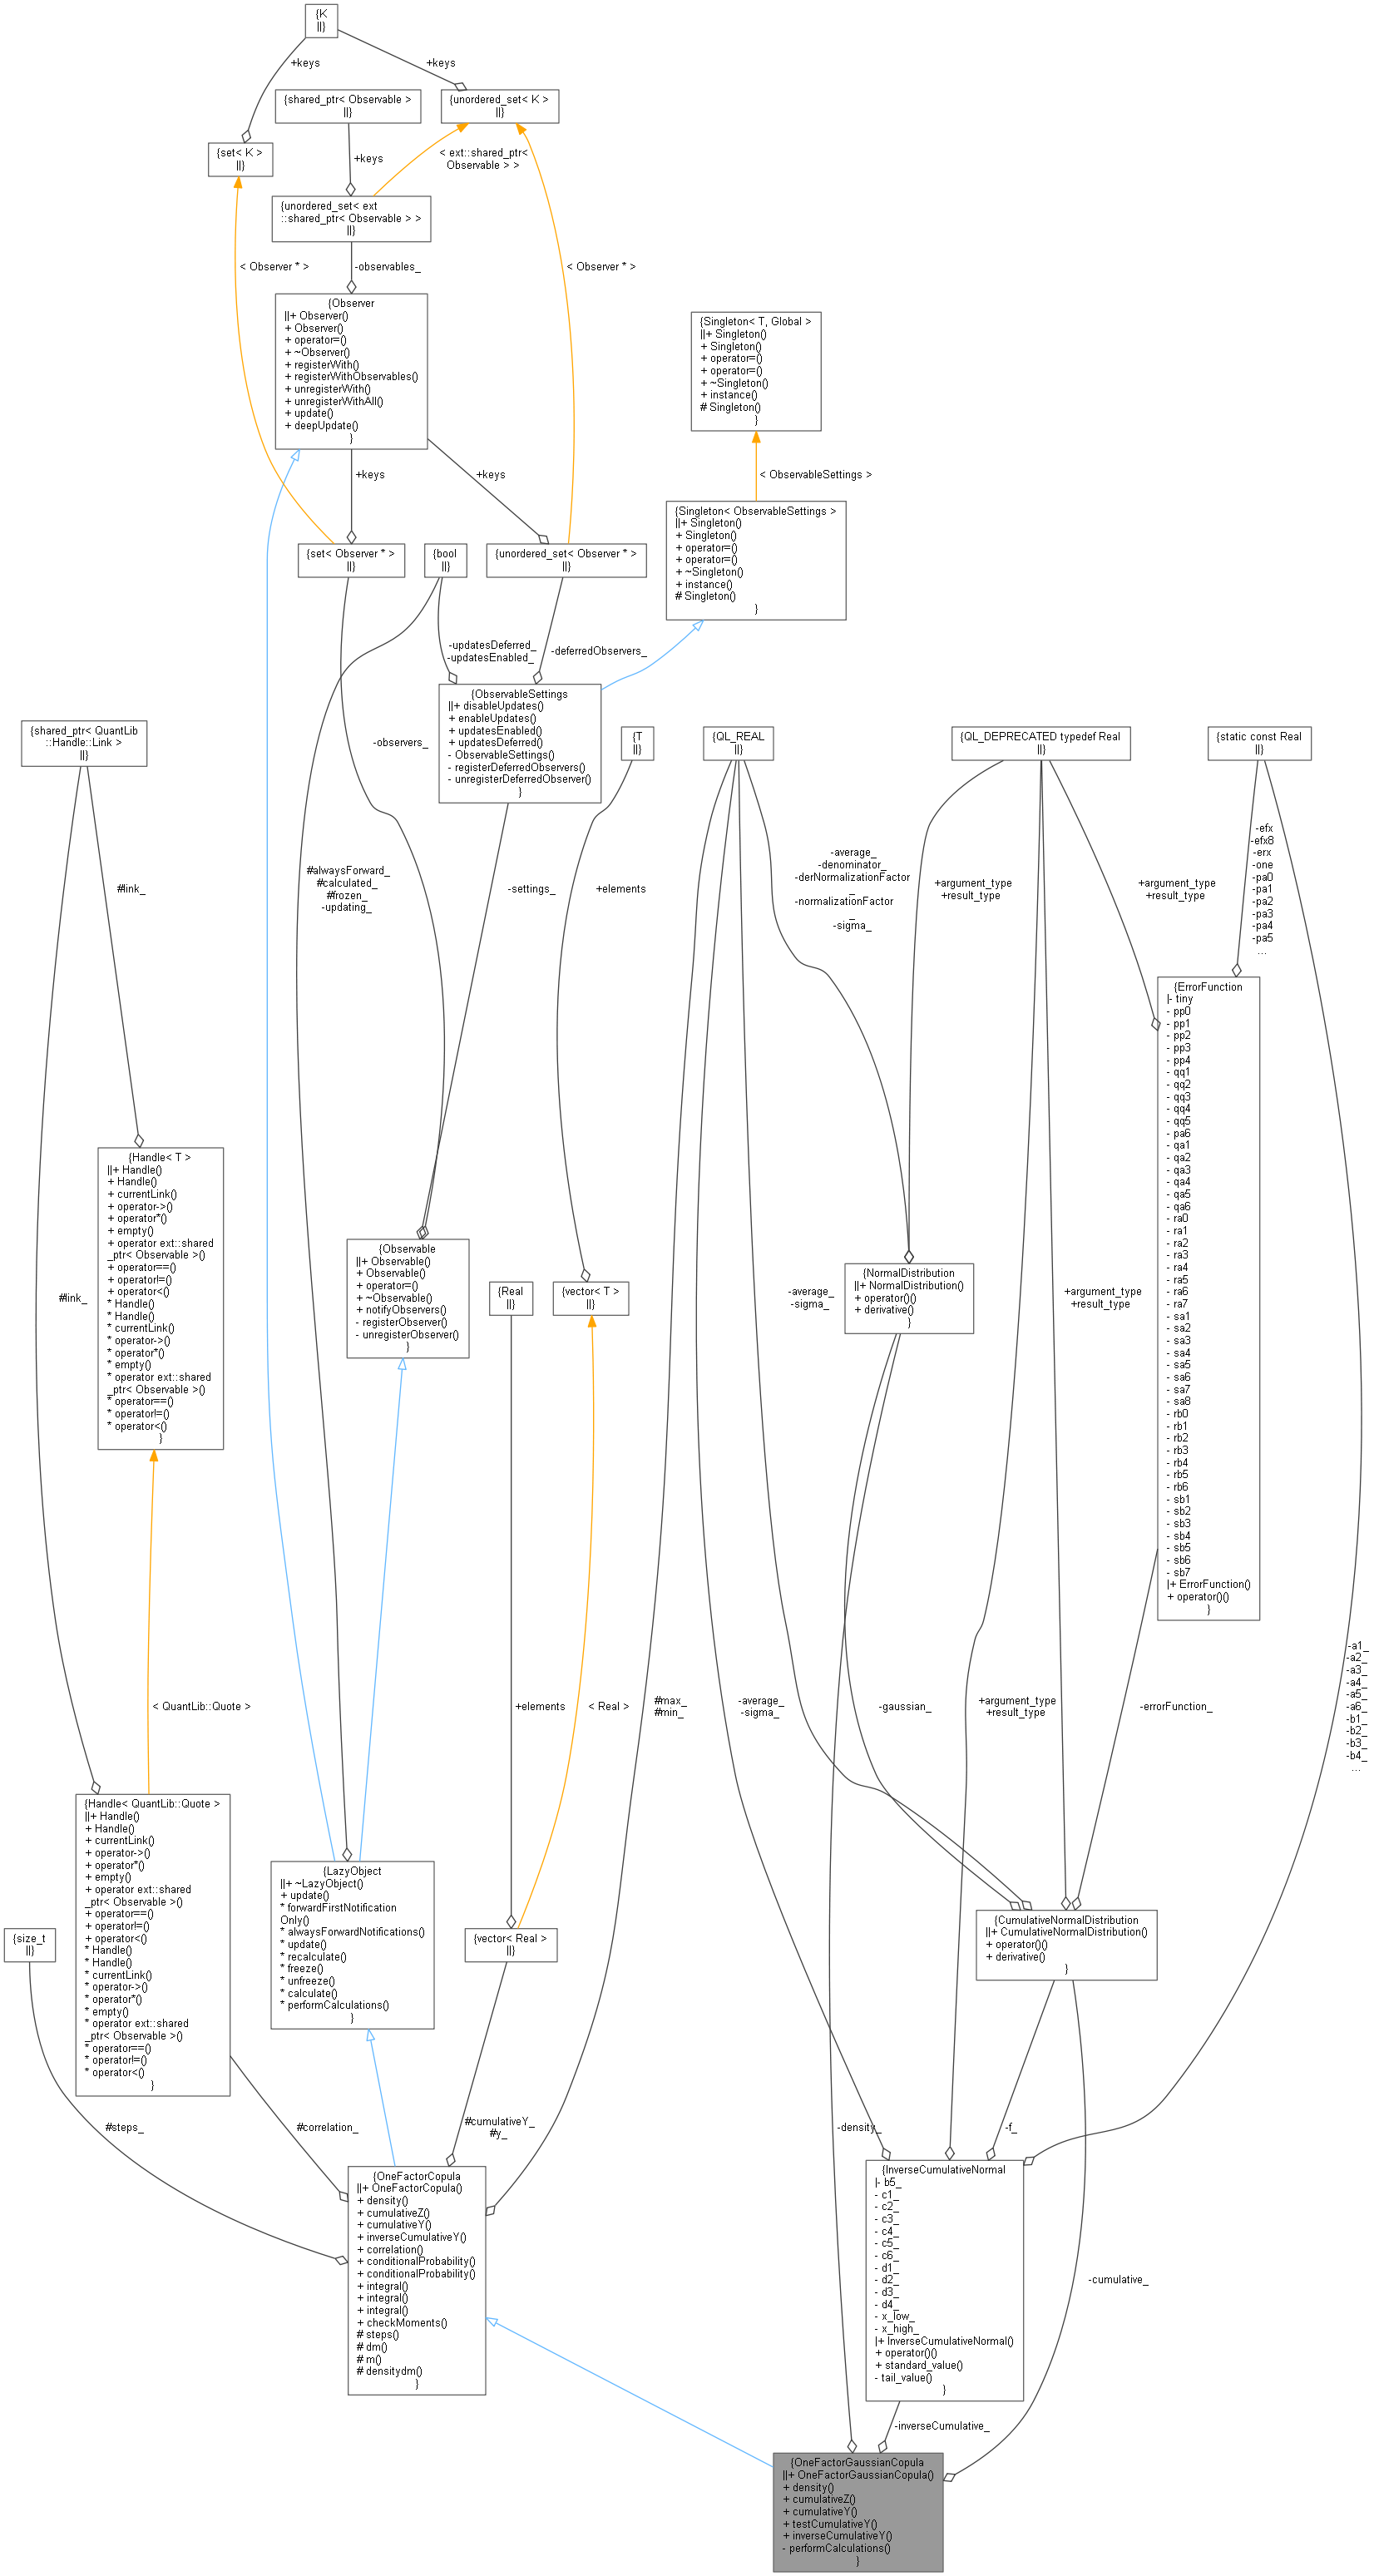 {K
||}
+keys
+keys
{shared_ptr< Observable >
||}
{unordered_set< K >
||}
{set< K >
||}
+keys
< ext::shared_ptr<
Observable > >
{unordered_set< ext
::shared_ptr< Observable > >
||}
< Observer * >
-observables_
< Observer * >
{Observer
||+ Observer()
+ Observer()
+ operator=()
+ ~Observer()
+ registerWith()
+ registerWithObservables()
+ unregisterWith()
+ unregisterWithAll()
+ update()
+ deepUpdate()
}
{Singleton< T, Global >
||+ Singleton()
+ Singleton()
+ operator=()
+ operator=()
+ ~Singleton()
+ instance()
# Singleton()
}
+keys
+keys
< ObservableSettings >
{Singleton< ObservableSettings >
||+ Singleton()
+ Singleton()
+ operator=()
+ operator=()
+ ~Singleton()
+ instance()
# Singleton()
}
{set< Observer * >
||}
{bool
||}
{unordered_set< Observer * >
||}
-updatesDeferred_
-updatesEnabled_
-deferredObservers_
{ObservableSettings
||+ disableUpdates()
+ enableUpdates()
+ updatesEnabled()
+ updatesDeferred()
- ObservableSettings()
- registerDeferredObservers()
- unregisterDeferredObserver()
}
-observers_
{shared_ptr< QuantLib
::Handle::Link >
||}
{T
||}
{QL_REAL
||}
{QL_DEPRECATED typedef Real
||}
{static const Real
||}
#alwaysForward_
#calculated_
#frozen_
-updating_
#link_
-settings_
+elements
-average_
-denominator_
-derNormalizationFactor
_
-normalizationFactor
_
-sigma_
+argument_type
+result_type
+argument_type
+result_type
-efx
-efx8
-erx
-one
-pa0
-pa1
-pa2
-pa3
-pa4
-pa5
...
{ErrorFunction
|- tiny
- pp0
- pp1
- pp2
- pp3
- pp4
- qq1
- qq2
- qq3
- qq4
- qq5
- pa6
- qa1
- qa2
- qa3
- qa4
- qa5
- qa6
- ra0
- ra1
- ra2
- ra3
- ra4
- ra5
- ra6
- ra7
- sa1
- sa2
- sa3
- sa4
- sa5
- sa6
- sa7
- sa8
- rb0
- rb1
- rb2
- rb3
- rb4
- rb5
- rb6
- sb1
- sb2
- sb3
- sb4
- sb5
- sb6
- sb7
|+ ErrorFunction()
+ operator()()
}
{Handle< T >
||+ Handle()
+ Handle()
+ currentLink()
+ operator->()
+ operator*()
+ empty()
+ operator ext::shared
_ptr< Observable >()
+ operator==()
+ operator!=()
+ operator<()
* Handle()
* Handle()
* currentLink()
* operator->()
* operator*()
* empty()
* operator ext::shared
_ptr< Observable >()
* operator==()
* operator!=()
* operator<()
}
#link_
{Observable
||+ Observable()
+ Observable()
+ operator=()
+ ~Observable()
+ notifyObservers()
- registerObserver()
- unregisterObserver()
}
{Real
||}
{vector< T >
||}
-average_
-sigma_
{NormalDistribution
||+ NormalDistribution()
+ operator()()
+ derivative()
}
+argument_type
+result_type
< QuantLib::Quote >
+elements
< Real >
#max_
#min_
-average_
-sigma_
-gaussian_
+argument_type
+result_type
-errorFunction_
-a1_
-a2_
-a3_
-a4_
-a5_
-a6_
-b1_
-b2_
-b3_
-b4_
...
{Handle< QuantLib::Quote >
||+ Handle()
+ Handle()
+ currentLink()
+ operator->()
+ operator*()
+ empty()
+ operator ext::shared
_ptr< Observable >()
+ operator==()
+ operator!=()
+ operator<()
* Handle()
* Handle()
* currentLink()
* operator->()
* operator*()
* empty()
* operator ext::shared
_ptr< Observable >()
* operator==()
* operator!=()
* operator<()
}
{size_t
||}
{LazyObject
||+ ~LazyObject()
+ update()
* forwardFirstNotification
Only()
* alwaysForwardNotifications()
* update()
* recalculate()
* freeze()
* unfreeze()
* calculate()
* performCalculations()
}
{vector< Real >
||}
{CumulativeNormalDistribution
||+ CumulativeNormalDistribution()
+ operator()()
+ derivative()
}
#steps_
#correlation_
#cumulativeY_
#y_
-density_
-f_
{OneFactorCopula
||+ OneFactorCopula()
+ density()
+ cumulativeZ()
+ cumulativeY()
+ inverseCumulativeY()
+ correlation()
+ conditionalProbability()
+ conditionalProbability()
+ integral()
+ integral()
+ integral()
+ checkMoments()
# steps()
# dm()
# m()
# densitydm()
}
{InverseCumulativeNormal
|- b5_
- c1_
- c2_
- c3_
- c4_
- c5_
- c6_
- d1_
- d2_
- d3_
- d4_
- x_low_
- x_high_
|+ InverseCumulativeNormal()
+ operator()()
+ standard_value()
- tail_value()
}
-cumulative_
-inverseCumulative_
{OneFactorGaussianCopula
||+ OneFactorGaussianCopula()
+ density()
+ cumulativeZ()
+ cumulativeY()
+ testCumulativeY()
+ inverseCumulativeY()
- performCalculations()
}